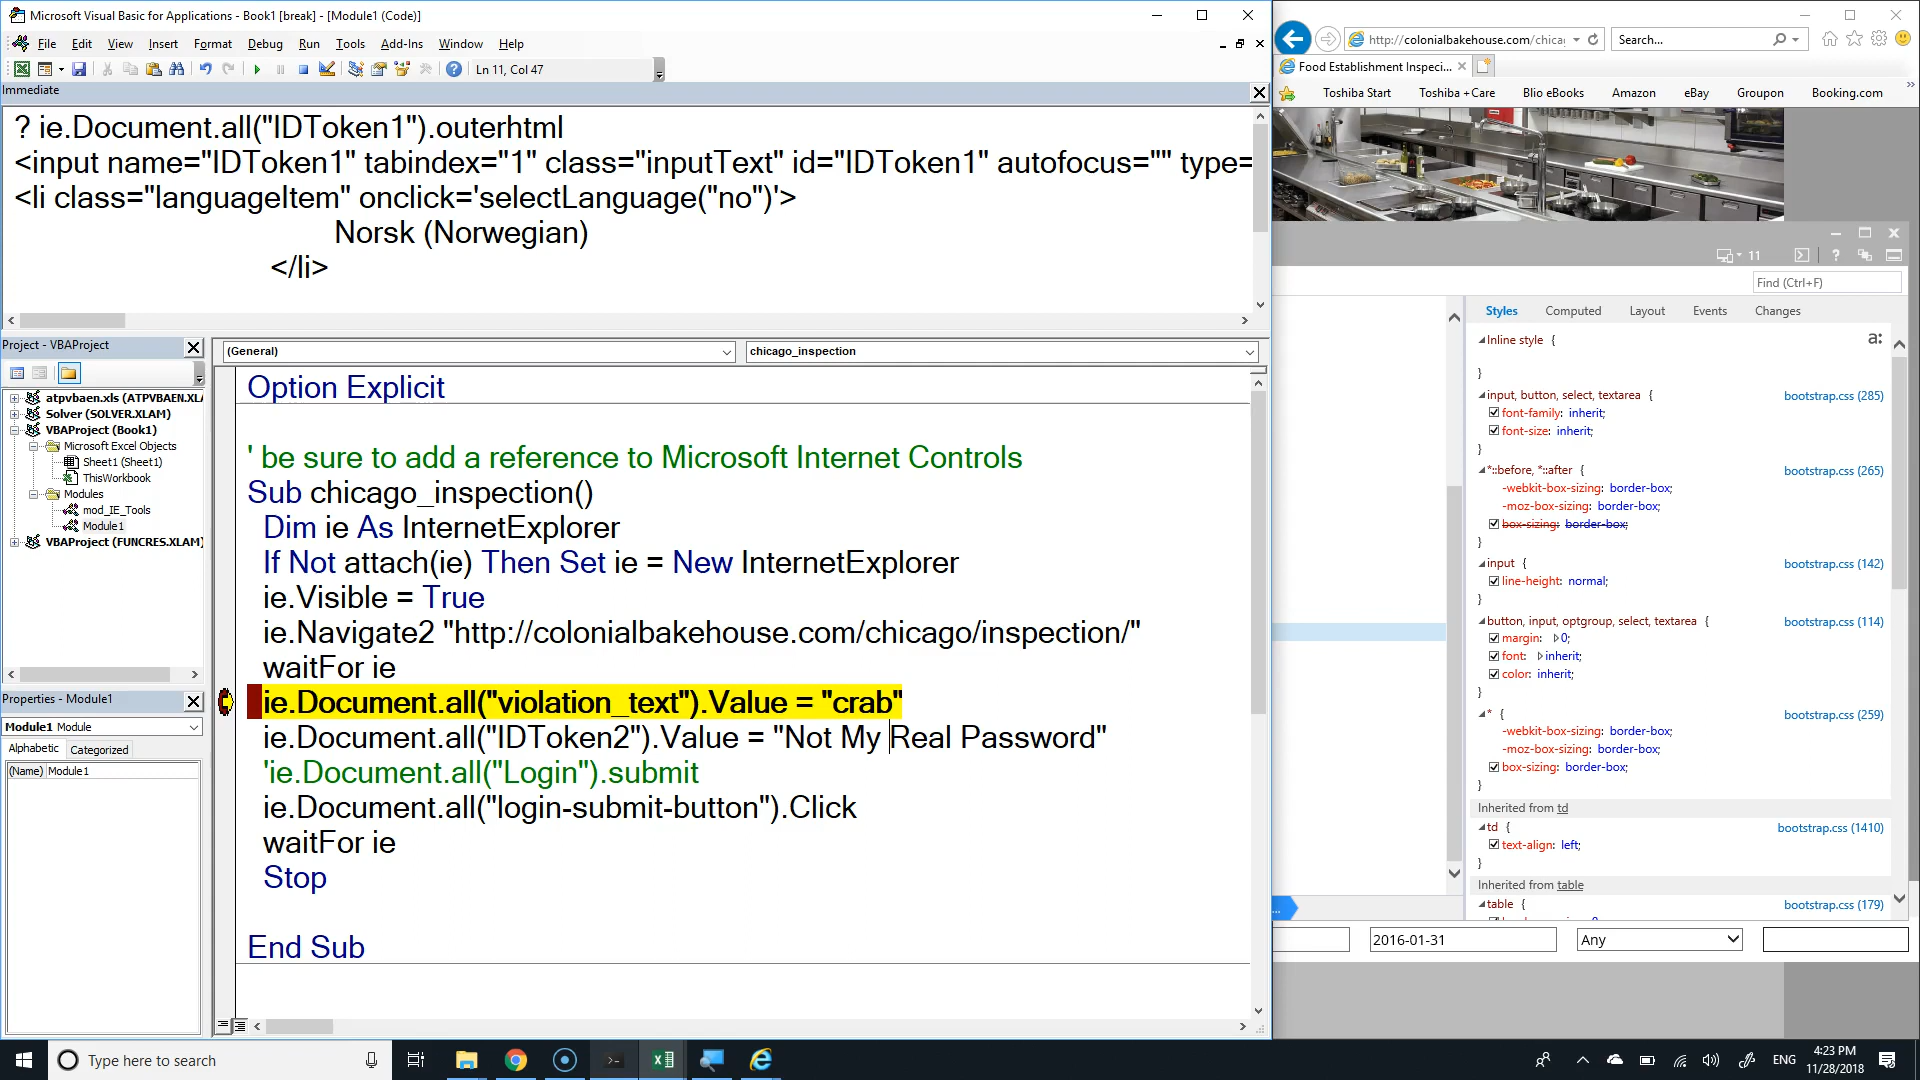 Microsoft Visual Basic for Applications - Book1 [break] - [Module1 (Code)]
File Edit View Insert Format Debug Run Tools Add-Ins Window Help
Ln 11, Col 47
Immediate
? ie.Document.all("IDToken1").outerhtml
<input name="IDToken1" tabindex="1" class="inputText" id="IDToken1" autofocus="" type=
<li class="languageItem" onclick='selectLanguage("no")'>
Norsk (Norwegian)
</li>
Project - VBAProject
atpvbaen.xls (ATPVBAEN.XLA
Solver (SOLVER.XLAM)
VBAProject (Book1)
Microsoft Excel Objects
Sheet1 (Sheet1)
ThisWorkbook
Modules
mod_IE_Tools
Module1
VBAProject (FUNCRES.XLAM)
Properties - Module1
Module1 Module
Alphabetic Categorized
(Name) Module1
(General) chicago_inspection
Option Explicit
' be sure to add a reference to Microsoft Internet Controls
Sub chicago_inspection()
Dim ie As InternetExplorer
If Not attach(ie) Then Set ie = New InternetExplorer
ie.Visible = True
ie.Navigate2 "http://colonialbakehouse.com/chicago/inspection/"
waitFor ie
ie.Document.all("violation_text").Value = "crab"
ie.Document.all("IDToken2").Value = "Not My Real Password"
'ie.Document.all("Login").submit
ie.Document.all("login-submit-button").Click
waitFor ie
Stop
End Sub
http://colonialbakehouse.com/chica Search...
Food Establishment Inspecti...
Toshiba Start Toshiba + Care Blio eBooks Amazon eBay Groupon Booking.com
11 ?
Find (Ctrl+F)
Styles Computed Layout Events Changes
Inline style { a:
}
input, button, select, textarea { bootstrap.css (285)
font-family: inherit;
font-size: inherit;
}
*::before, *::after { bootstrap.css (265)
-webkit-box-sizing: border-box;
-moz-box-sizing: border-box;
box-sizing: border-box;
}
input { bootstrap.css (142)
line-height: normal;
}
button, input, optgroup, select, textarea { bootstrap.css (114)
margin: 0;
font: inherit;
color: inherit;
}
* { bootstrap.css (259)
-webkit-box-sizing: border-box;
-moz-box-sizing: border-box;
box-sizing: border-box;
}
Inherited from td
td { bootstrap.css (1410)
text-align: left;
}
Inherited from table
table { bootstrap.css (179)
...
2016-01-31 Any
Type here to search
ENG
4:23 PM
11/28/2018